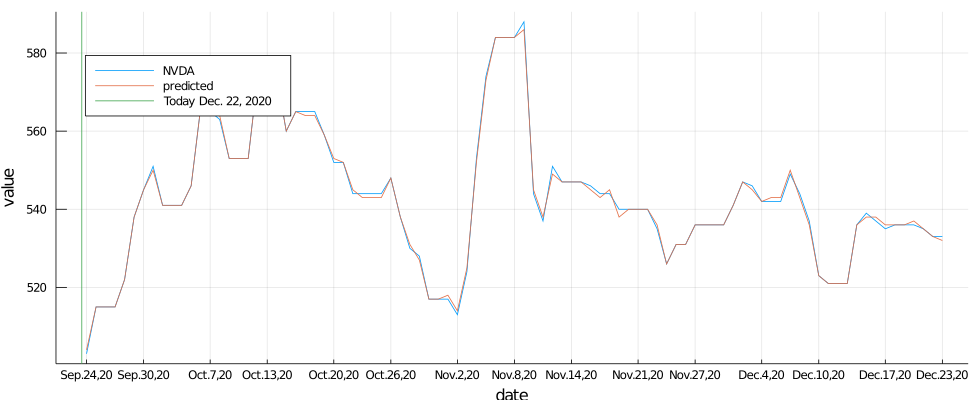 value
580
560
540
520
NVDA
predicted
Today Dec. 22, 2020
Sep.24,20 Sep.30,20 Oct.7,20 Oct.13,20 Oct.20,20 Oct.26,20 Nov.2,20 Nov.8,20 Nov.14,20 Nov.21,20 Nov.27,20 Dec.4,20 Dec.10,20 Dec.17,20 Dec.23,20
date